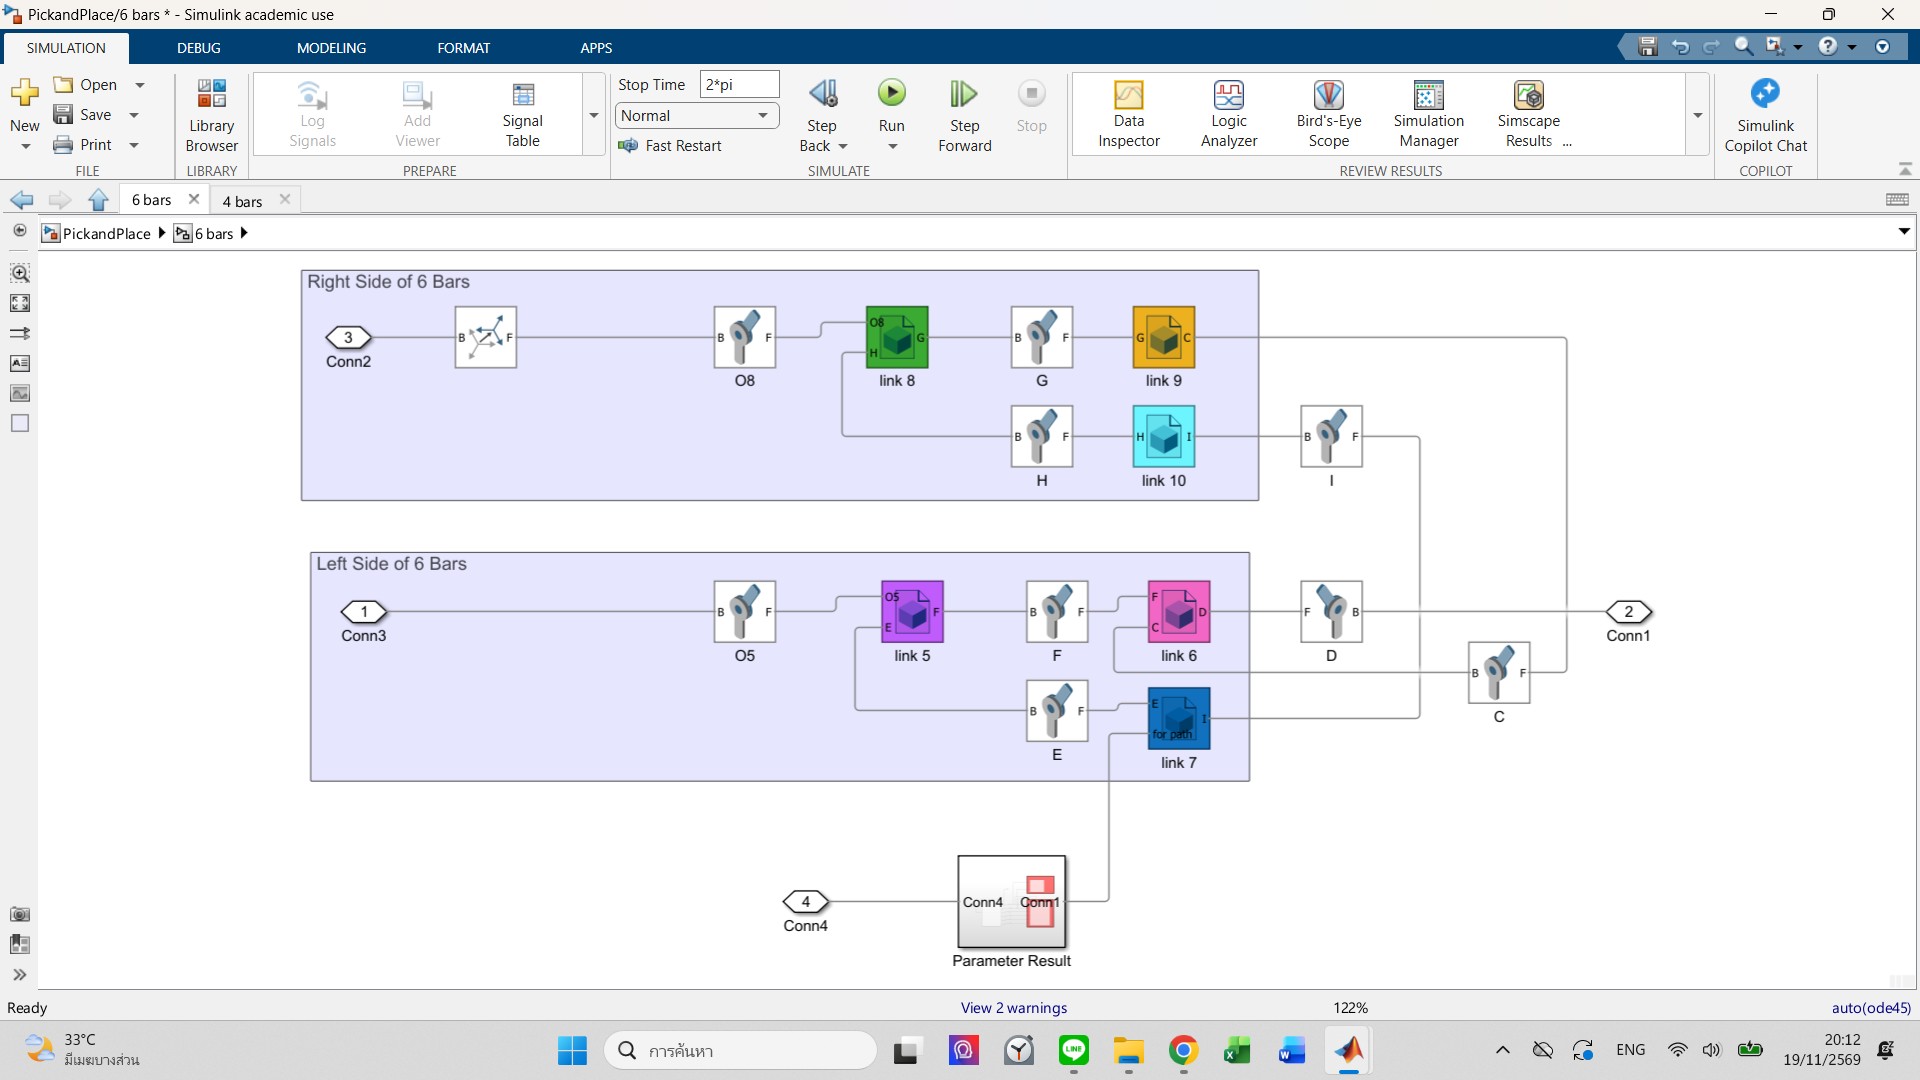 PickandPlace/6 bars * - Simulink academic use
SIMULATION
DEBUG
MODELING
FORMAT
APPS
New
Open
Save
Print
FILE
Library
Browser
LIBRARY
Log
Signals
Add
Viewer
Signal
Table
PREPARE
Stop Time
2*pi
Normal
Fast Restart
Step
Back
Run
Step
Forward
Stop
SIMULATE
Data
Inspector
Logic
Analyzer
Bird's-Eye
Scope
Simulation
Manager
Simscape
Results ...
REVIEW RESULTS
Simulink
Copilot Chat
COPILOT
6 bars
4 bars
PickandPlace
6 bars
Right Side of 6 Bars
3
Conn2
B F
B F
O8
O8
H
G
link 8
B F
G
G C
link 9
B F
H
H I
link 10
B F
I
Left Side of 6 Bars
1
Conn3
B F
O5
O5
E
F
link 5
B F
F
F
C
D
link 6
F B
D
2
Conn1
B F
C
B F
E
E
for path
I
link 7
4
Conn4
Conn4
Conn1
Parameter Result
Ready
View 2 warnings
122%
auto(ode45)
33°C
มีเมฆบางส่วน
การค้นหา
LINE
ENG
20:12
19/11/2569